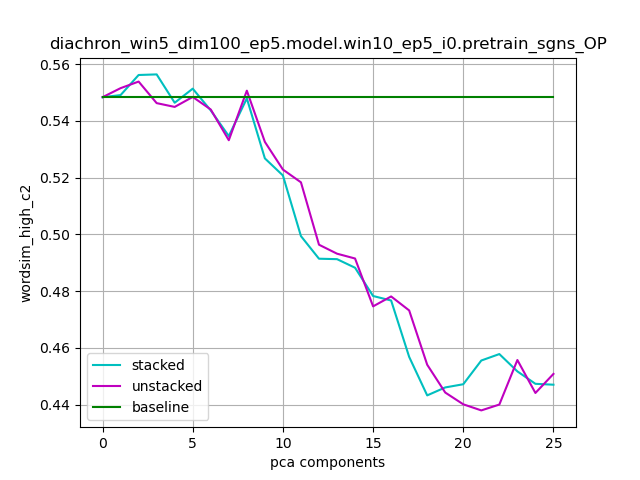 diachron_win5_dim100_ep5.model.win10_ep5_i0.pretrain_sgns_OP
0.56
0.54
0.52
0.50
0.48
0.46
0.44
wordsim_high_c2
stacked
unstacked
baseline
0 5 10 15 20 25
pca components